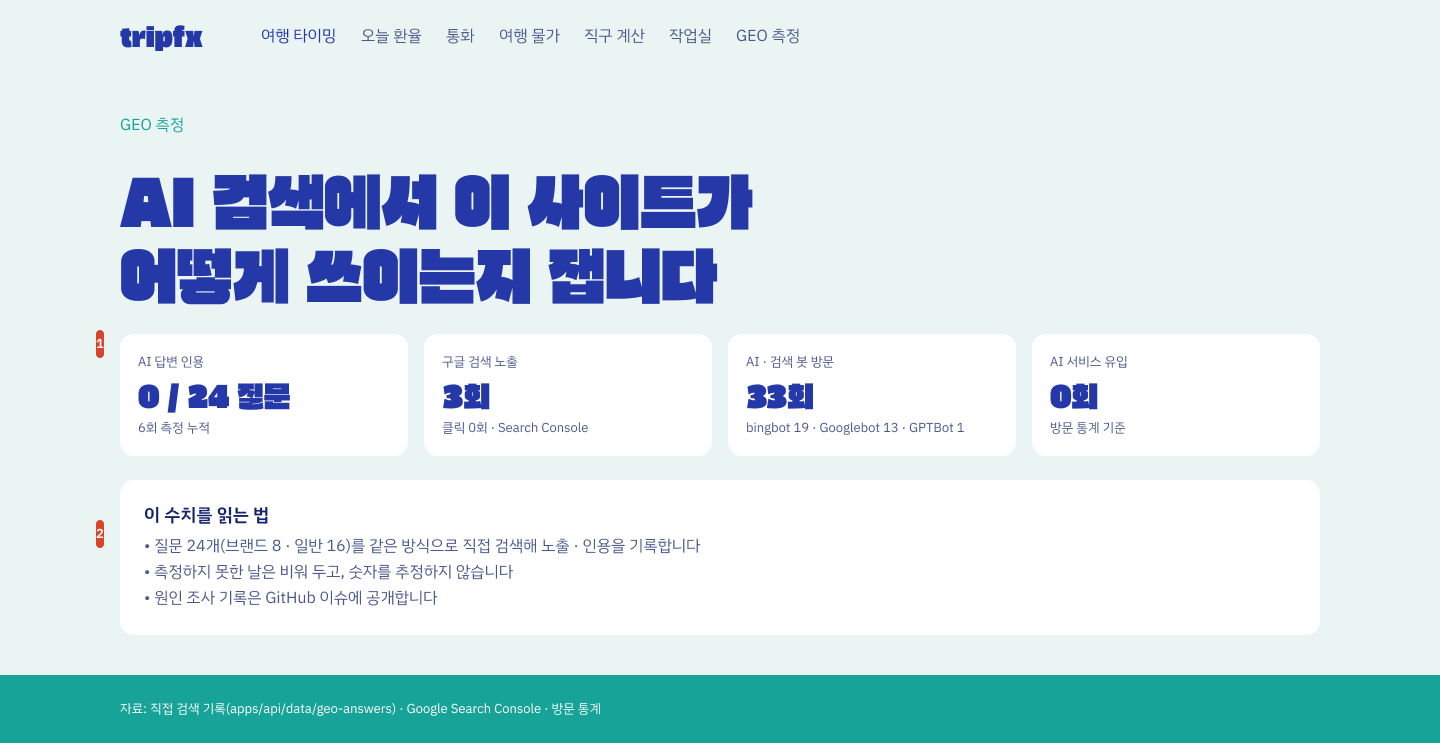 tripfx
여행 타이밍 오늘 환율 통화 여행 물가 직구 계산 작업실 GEO 측정
GEO 측정
AI 검색에서 이 사이트가
어떻게 쓰이는지 잽니다
1
AI 답변 인용
0 / 24 질문
6회 측정 누적
구글 검색 노출
3회
클릭 0회 · Search Console
AI · 검색 봇 방문
33회
bingbot 19 · Googlebot 13 · GPTBot 1
AI 서비스 유입
0회
방문 통계 기준
2
이 수치를 읽는 법
• 질문 24개(브랜드 8 · 일반 16)를 같은 방식으로 직접 검색해 노출 · 인용을 기록합니다
• 측정하지 못한 날은 비워 두고, 숫자를 추정하지 않습니다
• 원인 조사 기록은 GitHub 이슈에 공개합니다
자료: 직접 검색 기록(apps/api/data/geo-answers) · Google Search Console · 방문 통계